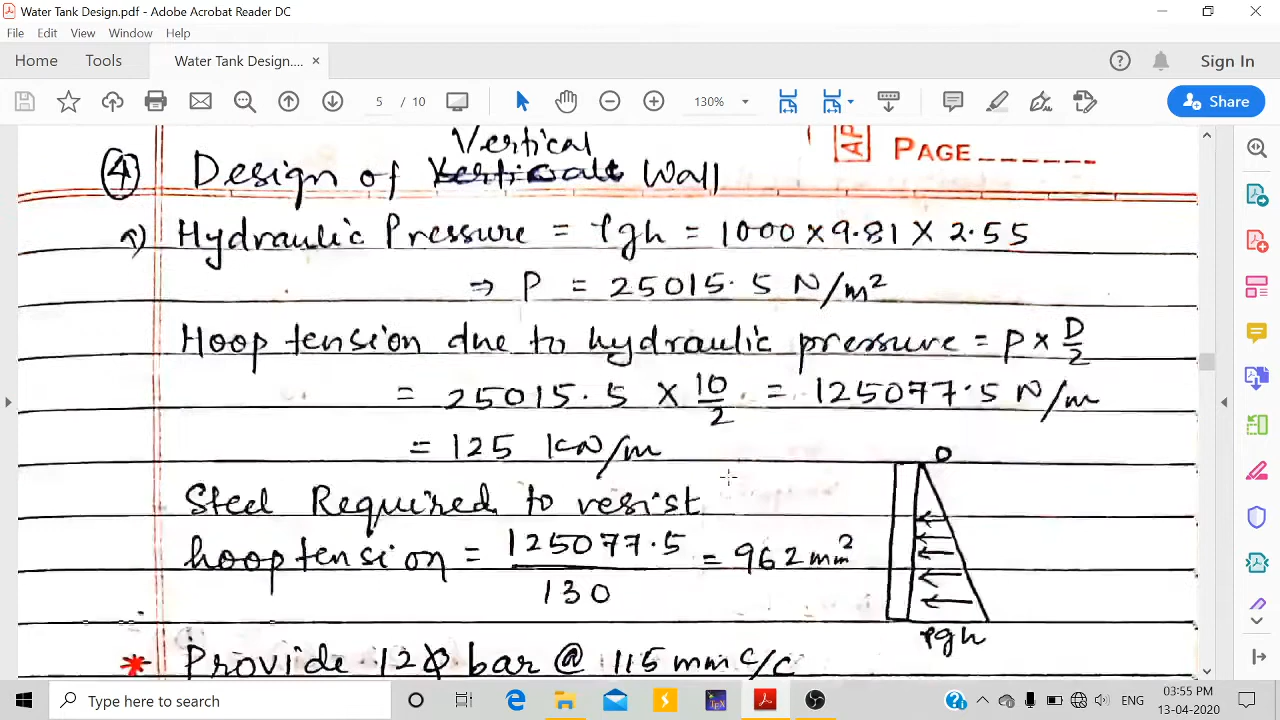 Water Tank Design.pdf - Adobe Acrobat Reader DC
File Edit View Window Help
Home Tools Water Tank Design.... × ? Sign In
5 / 10 130% Share
AP PAGE
Vertical
④ Design of Wall
Hydraulic Pressure = ρgh = 1000 × 9.81 × 2.55
⇒ P = 25015.5 N/m²
Hoop tension due to hydraulic pressure = P × D/2
= 25015.5 × 10/2 = 125077.5 N/m
= 125 kN/m
0
Steel Required to resist
hoop tension = 125077.5/130 = 962 mm²
ρgh
* Provide 12φ bar @ 115 mm c/c
Type here to search
ENG 03:55 PM
13-04-2020